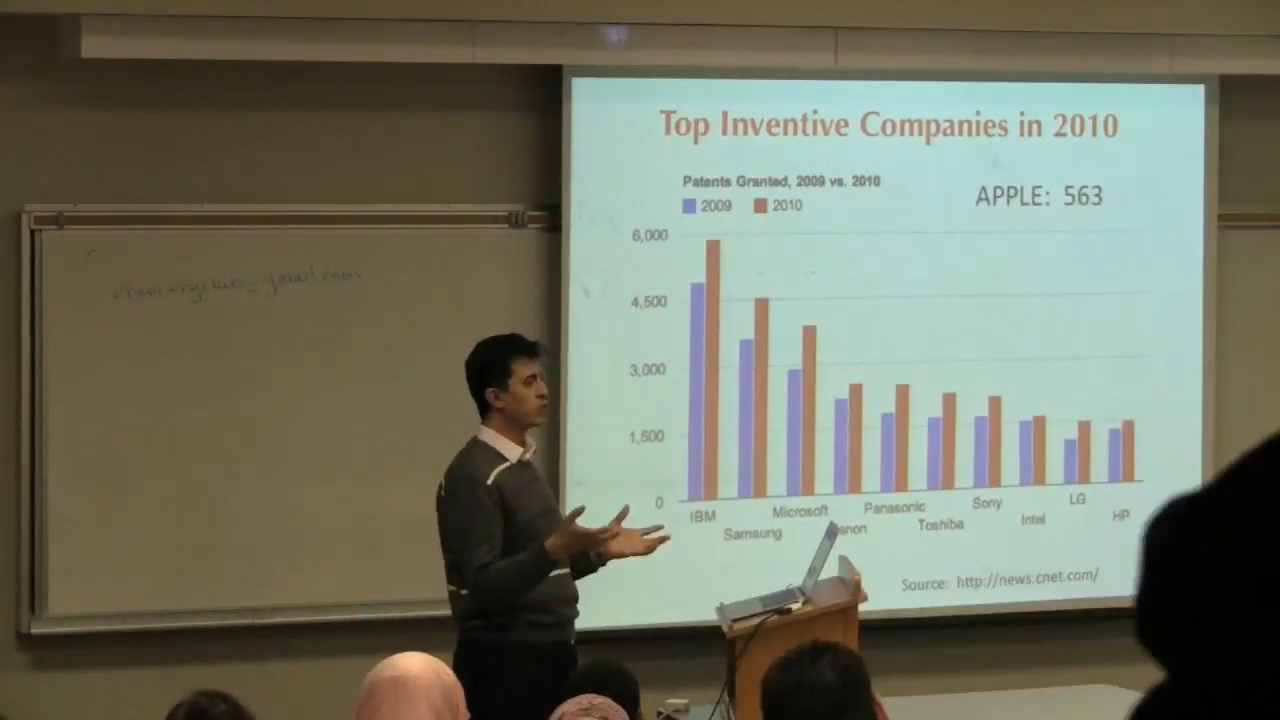 Top Inventive Companies in 2010
Patents Granted, 2009 vs. 2010
2009 2010
APPLE: 563
6,000
4,500
3,000
1,500
0
IBM
Samsung
Microsoft
anon
Panasonic
Toshiba
Sony
Intel
LG
HP
Source: http://news.cnet.com/